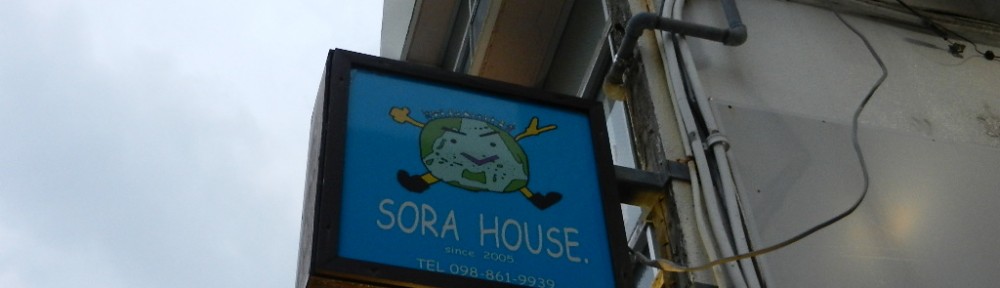 SORA HOUSE.
since 2005
TEL 098-861-9939